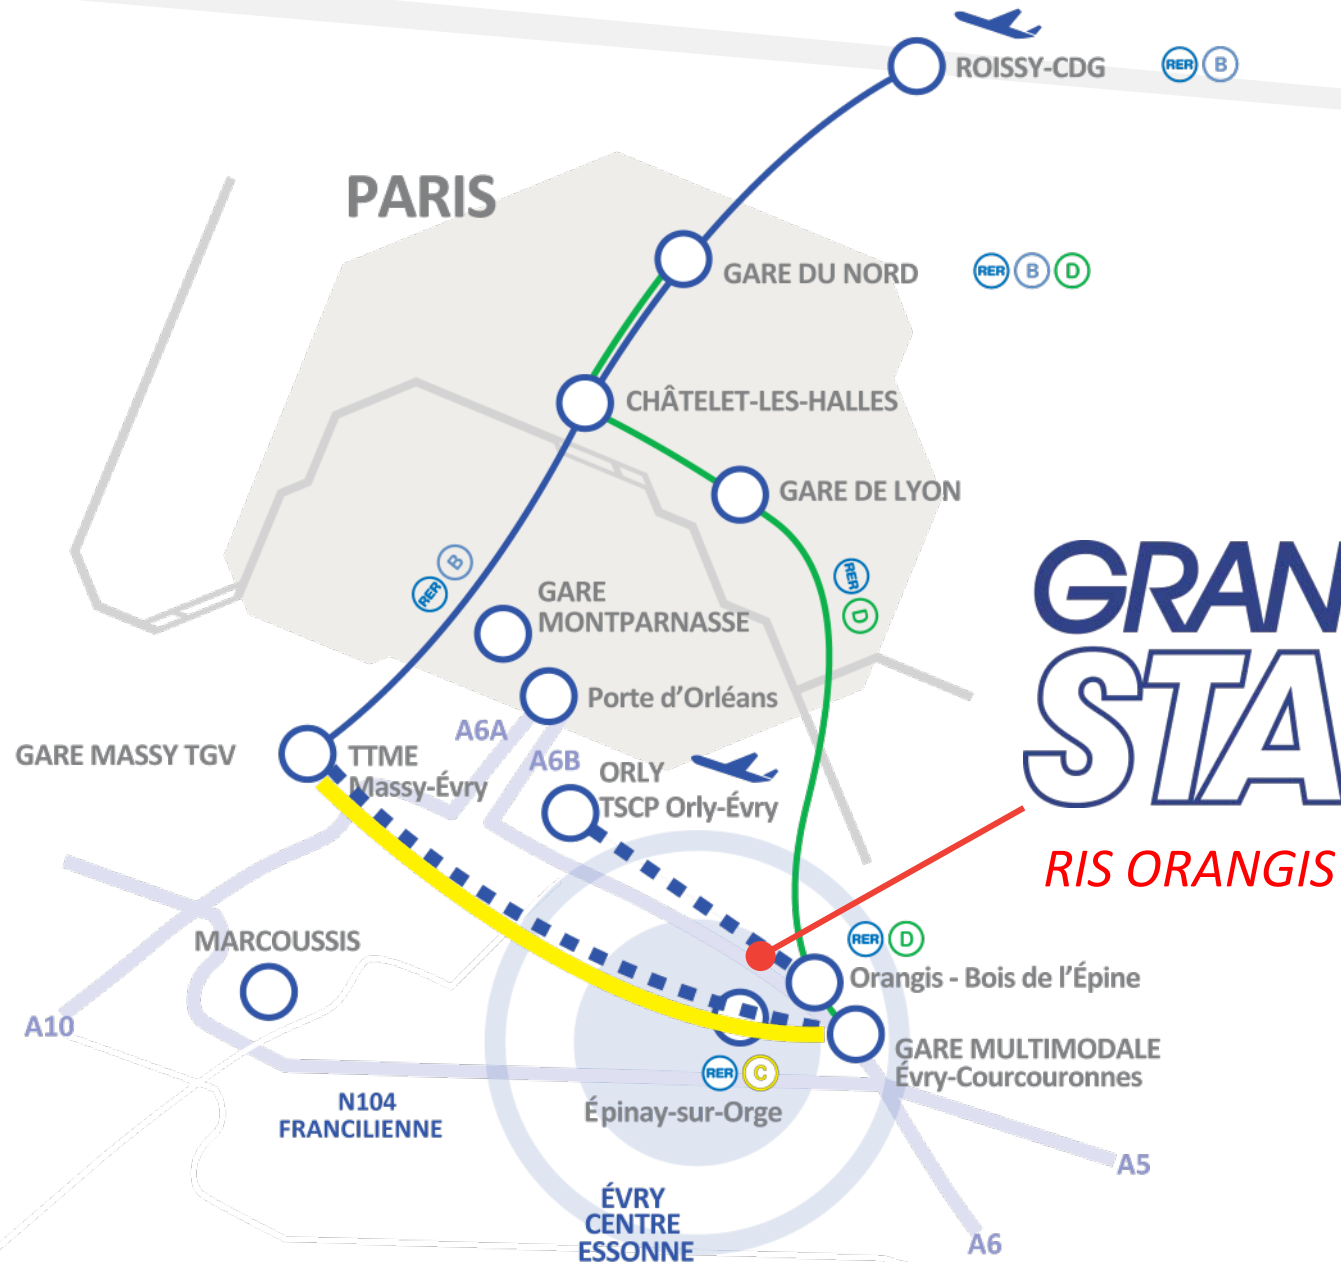 ROISSY-CDG
RER B
PARIS
GARE DU NORD
RER B D
CHÂTELET-LES-HALLES
GARE DE LYON
RER B
RER
D
GARE
MONTPARNASSE
GRAN
STA
Porte d’Orléans
A6A
A6B
GARE MASSY TGV
TTME
Massy-Évry
ORLY
TSCP Orly-Évry
RIS ORANGIS
MARCOUSSIS
RER D
Orangis - Bois de l’Épine
A10
GARE MULTIMODALE
Évry-Courcouronnes
RER C
Épinay-sur-Orge
N104
FRANCILIENNE
A5
ÉVRY
CENTRE
ESSONNE
A6